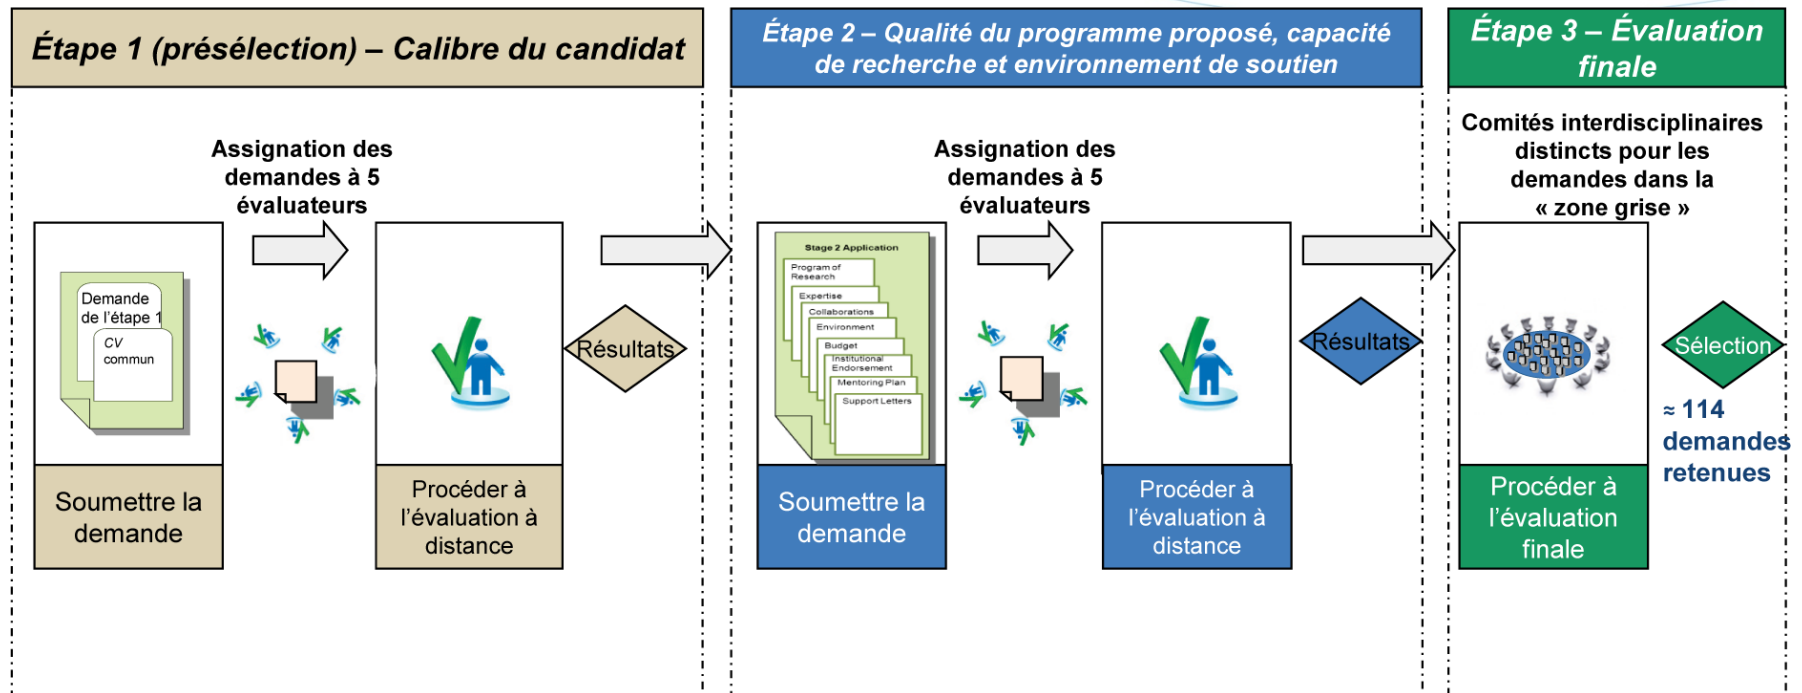 Étape 1 (présélection) – Calibre du candidat
Assignation des
demandes à 5
évaluateurs
Demande
de l’étape 1
CV
commun
Soumettre la
demande
Procéder à
l’évaluation à
distance
Résultats
Étape 2 – Qualité du programme proposé, capacité
de recherche et environnement de soutien
Assignation des
demandes à 5
évaluateurs
Stage 2 Application
Program of
Research
Expertise
Collaborations
Environment
Budget
Institutional
Endorsement
Mentoring Plan
Support Letters
Soumettre la
demande
Procéder à
l’évaluation à
distance
Résultats
Étape 3 – Évaluation
finale
Comités interdisciplinaires
distincts pour les
demandes dans la
« zone grise »
Procéder à
l’évaluation
finale
Sélection
≈ 114
demandes
retenues